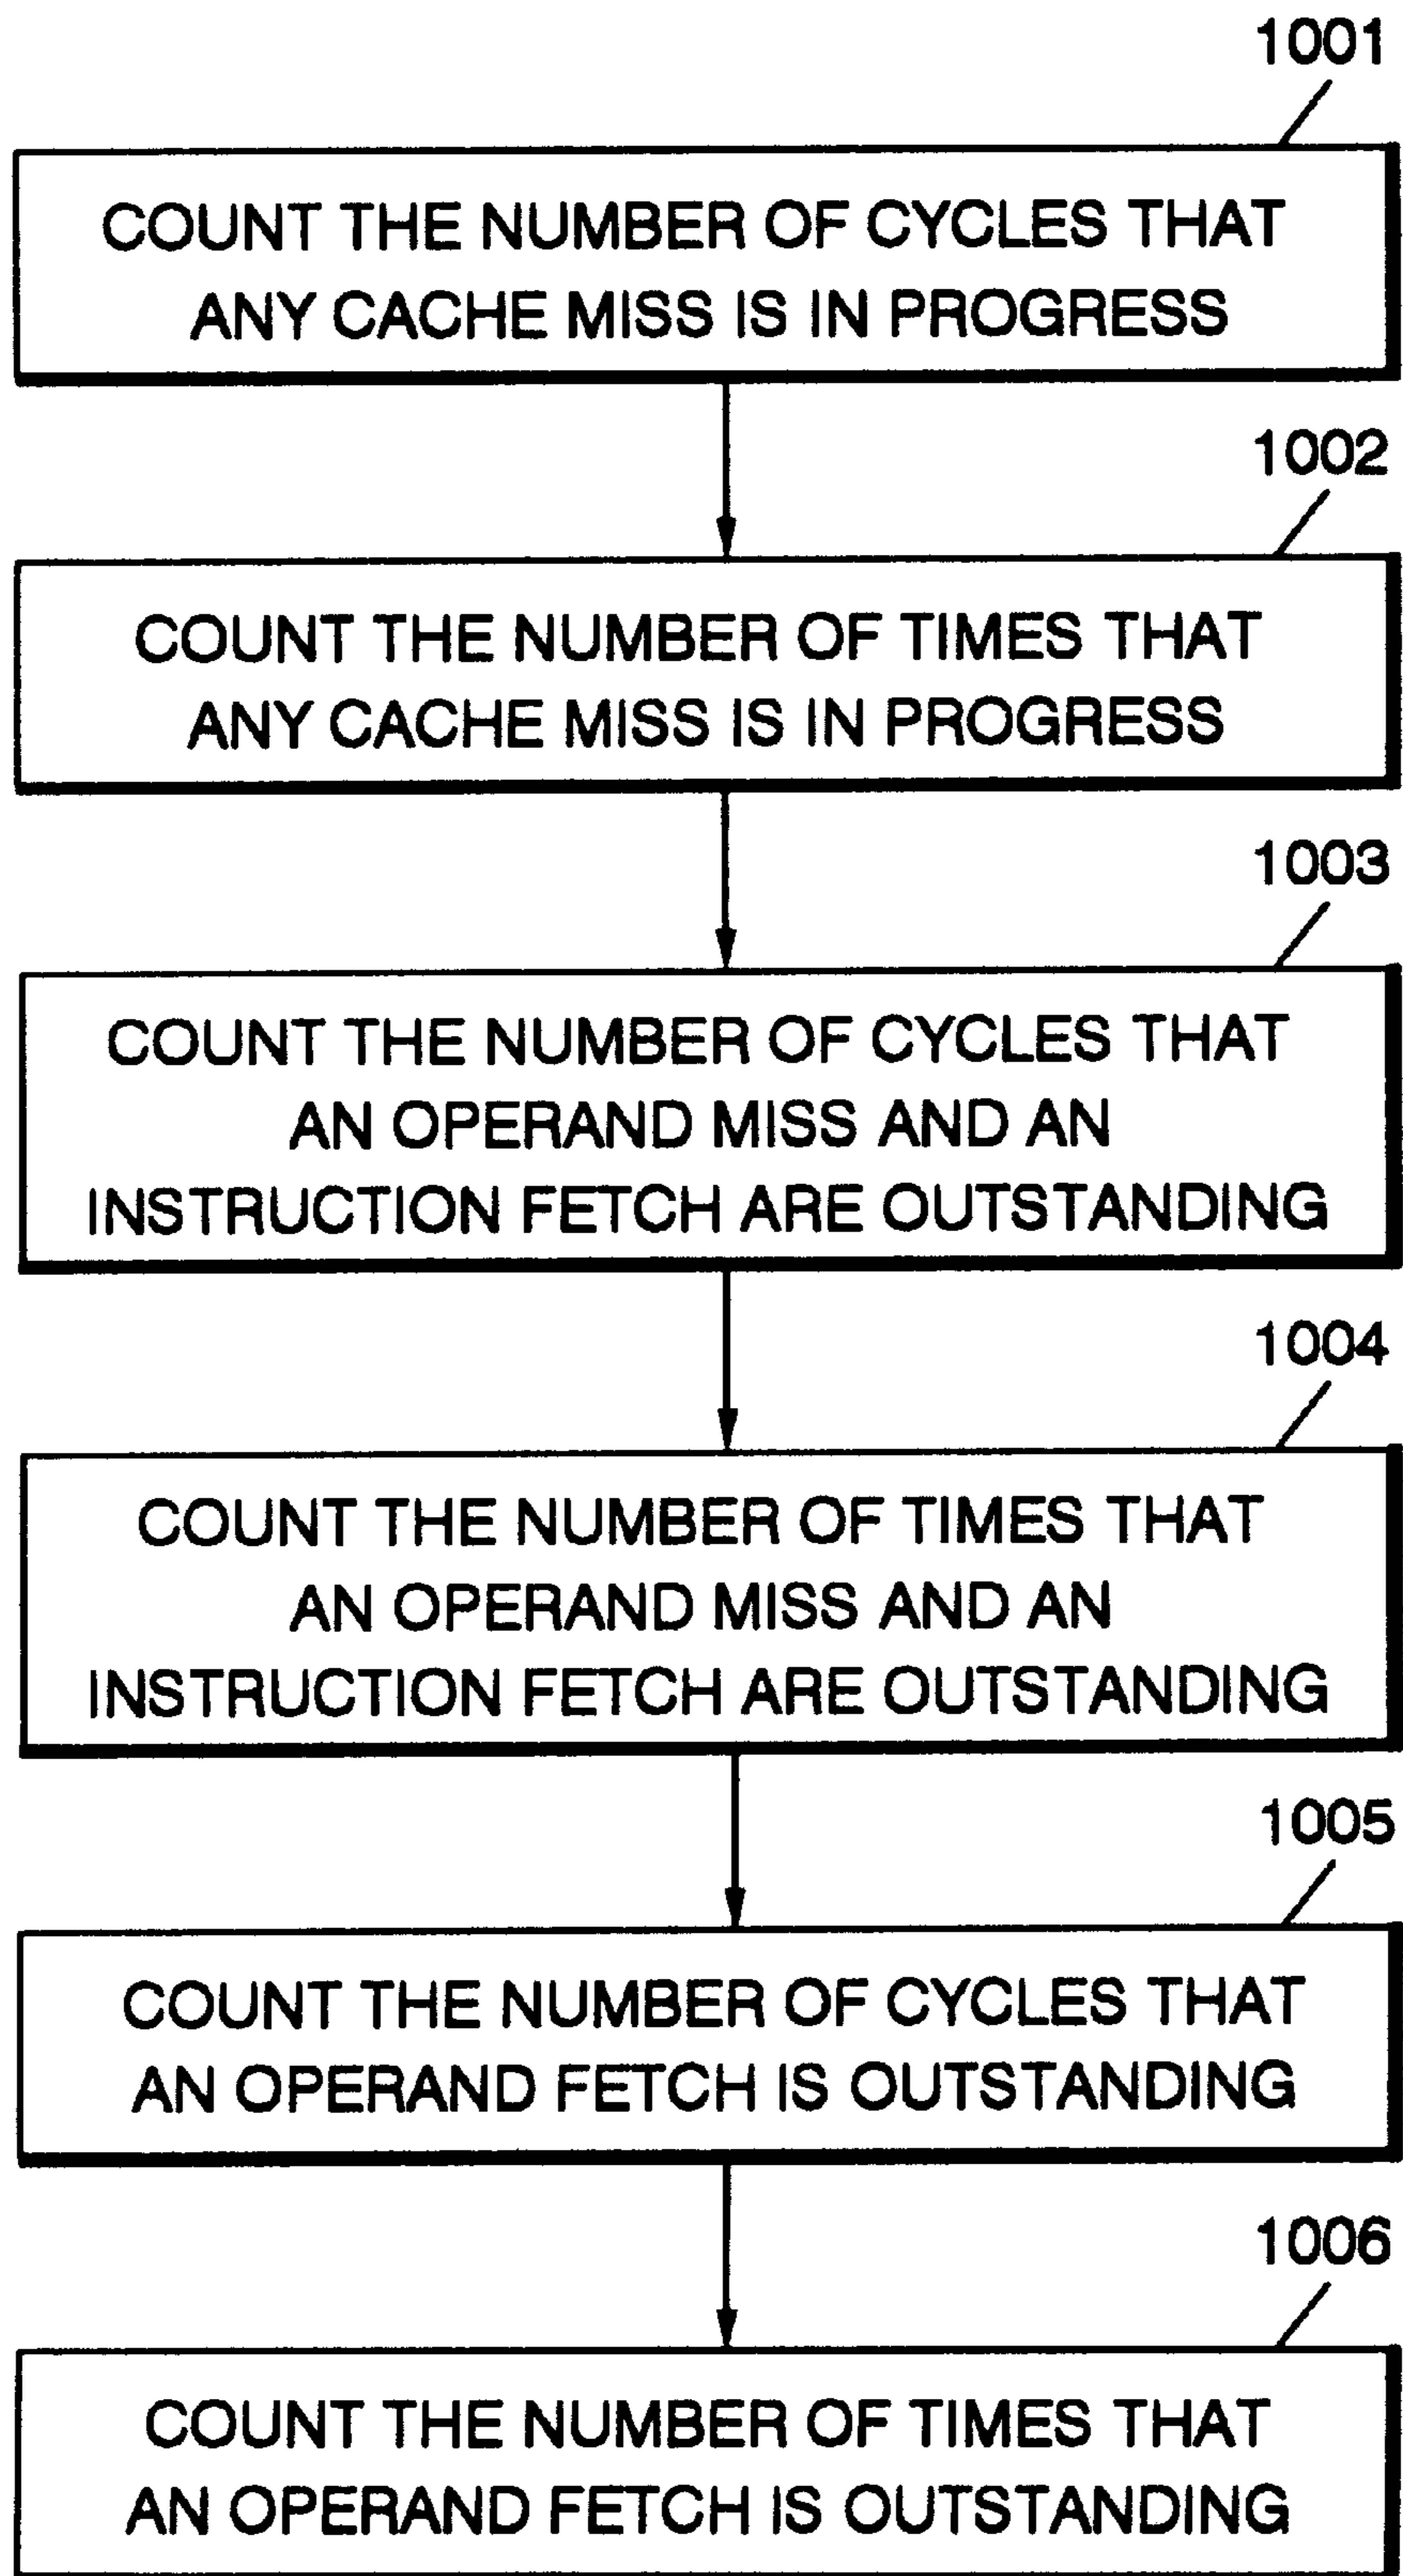 1001
COUNT THE NUMBER OF CYCLES THAT
ANY CACHE MISS IS IN PROGRESS
1002
COUNT THE NUMBER OF TIMES THAT
ANY CACHE MISS IS IN PROGRESS
1003
COUNT THE NUMBER OF CYCLES THAT
AN OPERAND MISS AND AN
INSTRUCTION FETCH ARE OUTSTANDING
1004
COUNT THE NUMBER OF TIMES THAT
AN OPERAND MISS AND AN
INSTRUCTION FETCH ARE OUTSTANDING
1005
COUNT THE NUMBER OF CYCLES THAT
AN OPERAND FETCH IS OUTSTANDING
1006
COUNT THE NUMBER OF TIMES THAT
AN OPERAND FETCH IS OUTSTANDING